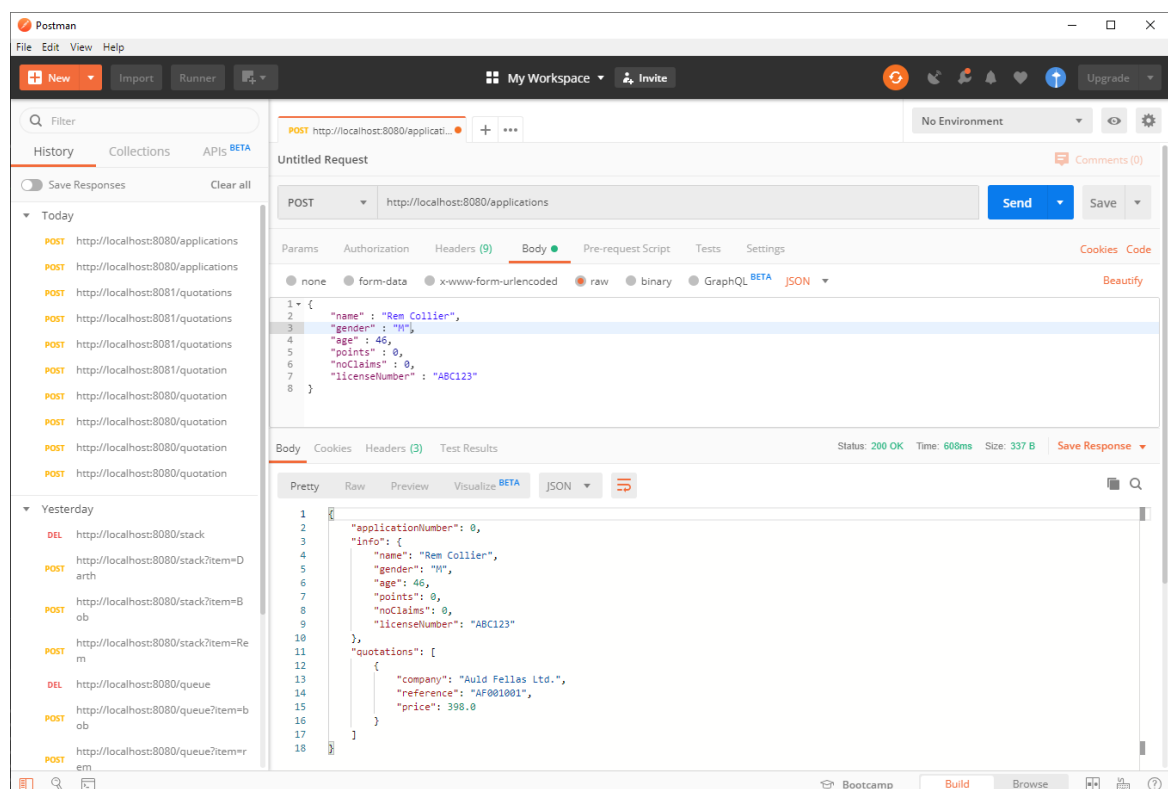 Postman
File Edit View Help
New Import Runner My Workspace Invite Upgrade
Filter
History Collections APIs BETA
Save Responses Clear all
Today
POST http://localhost:8080/applications
POST http://localhost:8080/applications
POST http://localhost:8081/quotations
POST http://localhost:8081/quotations
POST http://localhost:8081/quotations
POST http://localhost:8081/quotation
POST http://localhost:8080/quotation
POST http://localhost:8080/quotation
POST http://localhost:8080/quotation
POST http://localhost:8080/quotation
Yesterday
DEL http://localhost:8080/stack
POST http://localhost:8080/stack?item=D
arth
POST http://localhost:8080/stack?item=B
ob
POST http://localhost:8080/stack?item=Re
m
DEL http://localhost:8080/queue
POST http://localhost:8080/queue?item=b
ob
POST http://localhost:8080/queue?item=r
em
POST http://localhost:8080/applicati... + ••• No Environment
Untitled Request Comments (0)
POST http://localhost:8080/applications Send Save
Params Authorization Headers (9) Body Pre-request Script Tests Settings Cookies Code
none form-data x-www-form-urlencoded raw binary GraphQL BETA JSON Beautify
1 {
2 "name" : "Rem Collier",
3 "gender" : "M",
4 "age" : 46,
5 "points" : 0,
6 "noClaims" : 0,
7 "licenseNumber" : "ABC123"
8 }
Body Cookies Headers (3) Test Results Status: 200 OK Time: 608ms Size: 337 B Save Response
Pretty Raw Preview Visualize BETA JSON
1 {
2 "applicationNumber": 0,
3 "info": {
4 "name": "Rem Collier",
5 "gender": "M",
6 "age": 46,
7 "points": 0,
8 "noClaims": 0,
9 "licenseNumber": "ABC123"
10 },
11 "quotations": [
12 {
13 "company": "Auld Fellas Ltd.",
14 "reference": "AF001001",
15 "price": 398.0
16 }
17 ]
18 }
Bootcamp Build Browse